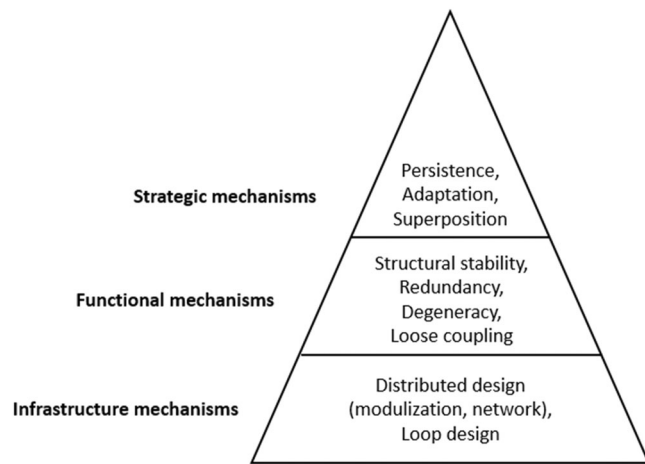 Strategic mechanisms
Persistence,
Adaptation,
Superposition
Functional mechanisms
Structural stability,
Redundancy,
Degeneracy,
Loose coupling
Infrastructure mechanisms
Distributed design
(modulization, network),
Loop design